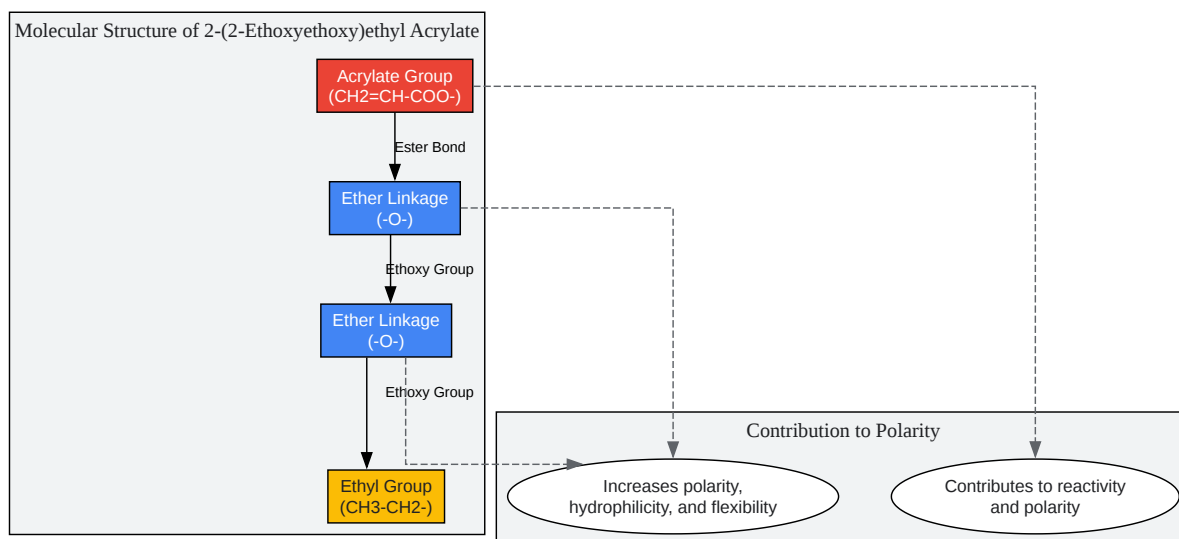 Molecular Structure of 2-(2-Ethoxyethoxy)ethyl Acrylate
Acrylate Group
(CH2=CH-COO-)
Ester Bond
Ether Linkage
(-O-)
Ethoxy Group
Ether Linkage
(-O-)
Ethoxy Group
Ethyl Group
(CH3-CH2-)
Contribution to Polarity
Increases polarity,
hydrophilicity, and flexibility
Contributes to reactivity
and polarity